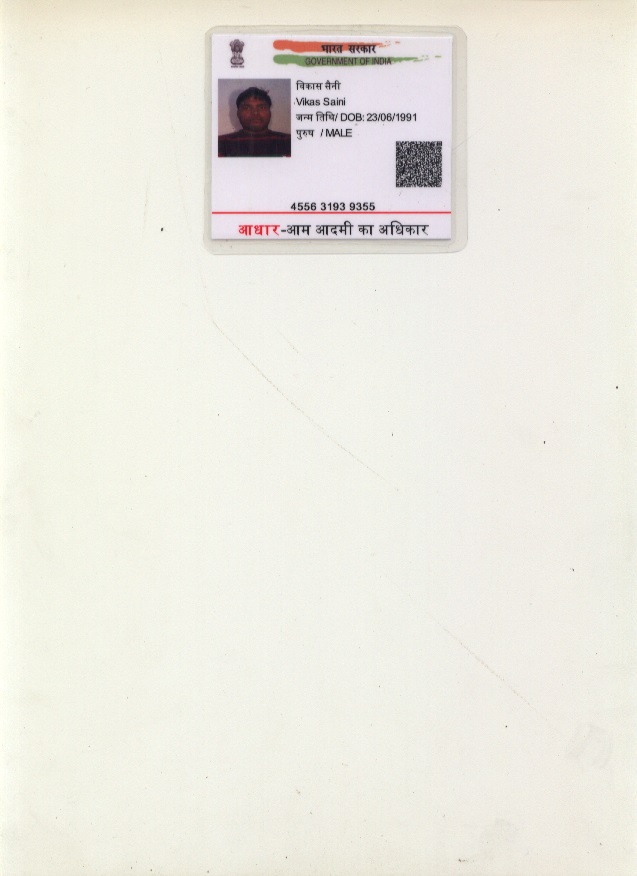 भारत सरकार
GOVERNMENT OF INDIA
विकास सैनी
Vikas Saini
जन्म तिथि/ DOB: 23/06/1991
पुरुष / MALE
4556 3193 9355
आधार-आम आदमी का अधिकार